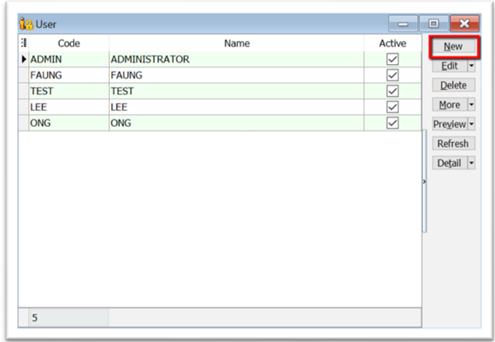 User
Code Name Active New
ADMIN ADMINISTRATOR
FAUNG FAUNG
TEST TEST
LEE LEE
ONG ONG
Edit
Delete
More
Preview
Refresh
Detail
5